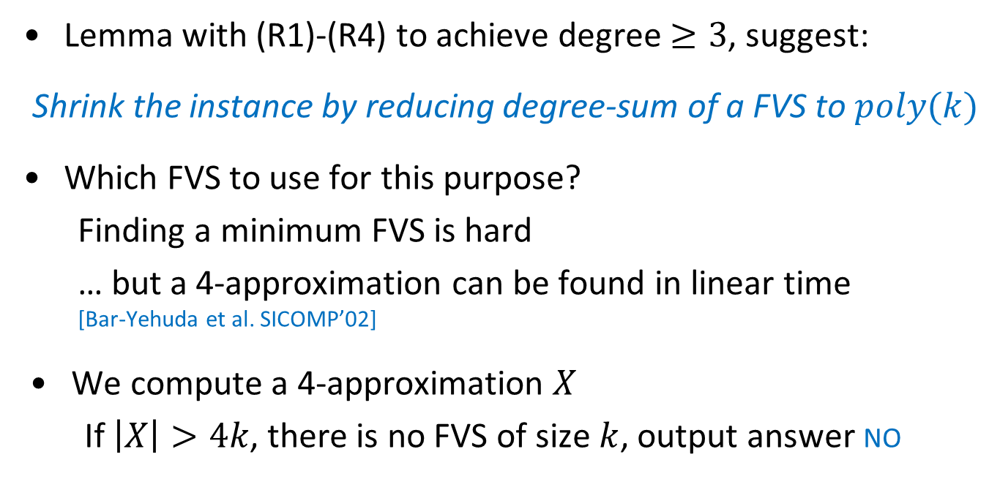 • Lemma with (R1)-(R4) to achieve degree ≥ 3, suggest:
Shrink the instance by reducing degree-sum of a FVS to poly(k)
• Which FVS to use for this purpose?
Finding a minimum FVS is hard
… but a 4-approximation can be found in linear time
[Bar-Yehuda et al. SICOMP’02]
• We compute a 4-approximation X
If |X| > 4k, there is no FVS of size k, output answer NO